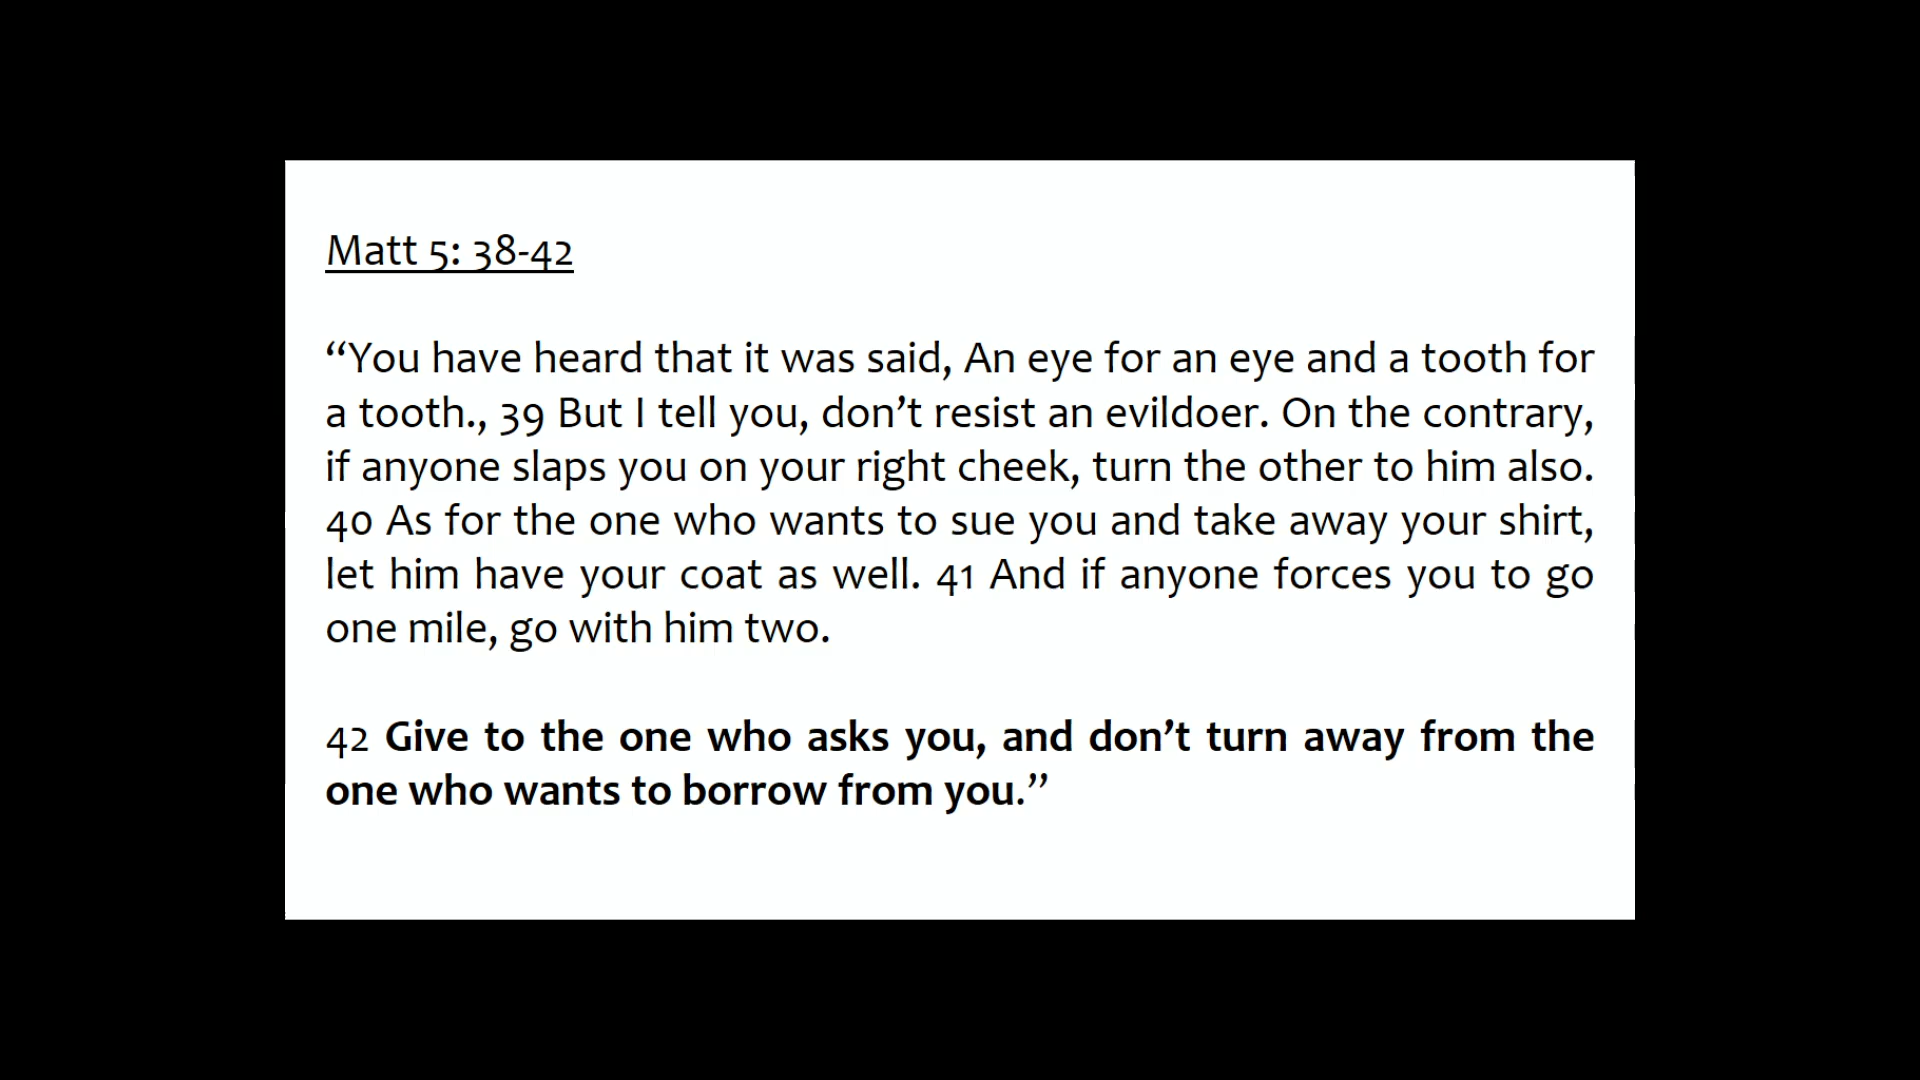 Matt 5: 38-42
“You have heard that it was said, An eye for an eye and a tooth for
a tooth., 39 But I tell you, don’t resist an evildoer. On the contrary,
if anyone slaps you on your right cheek, turn the other to him also.
40 As for the one who wants to sue you and take away your shirt,
let him have your coat as well. 41 And if anyone forces you to go
one mile, go with him two.
42 Give to the one who asks you, and don’t turn away from the
one who wants to borrow from you.”